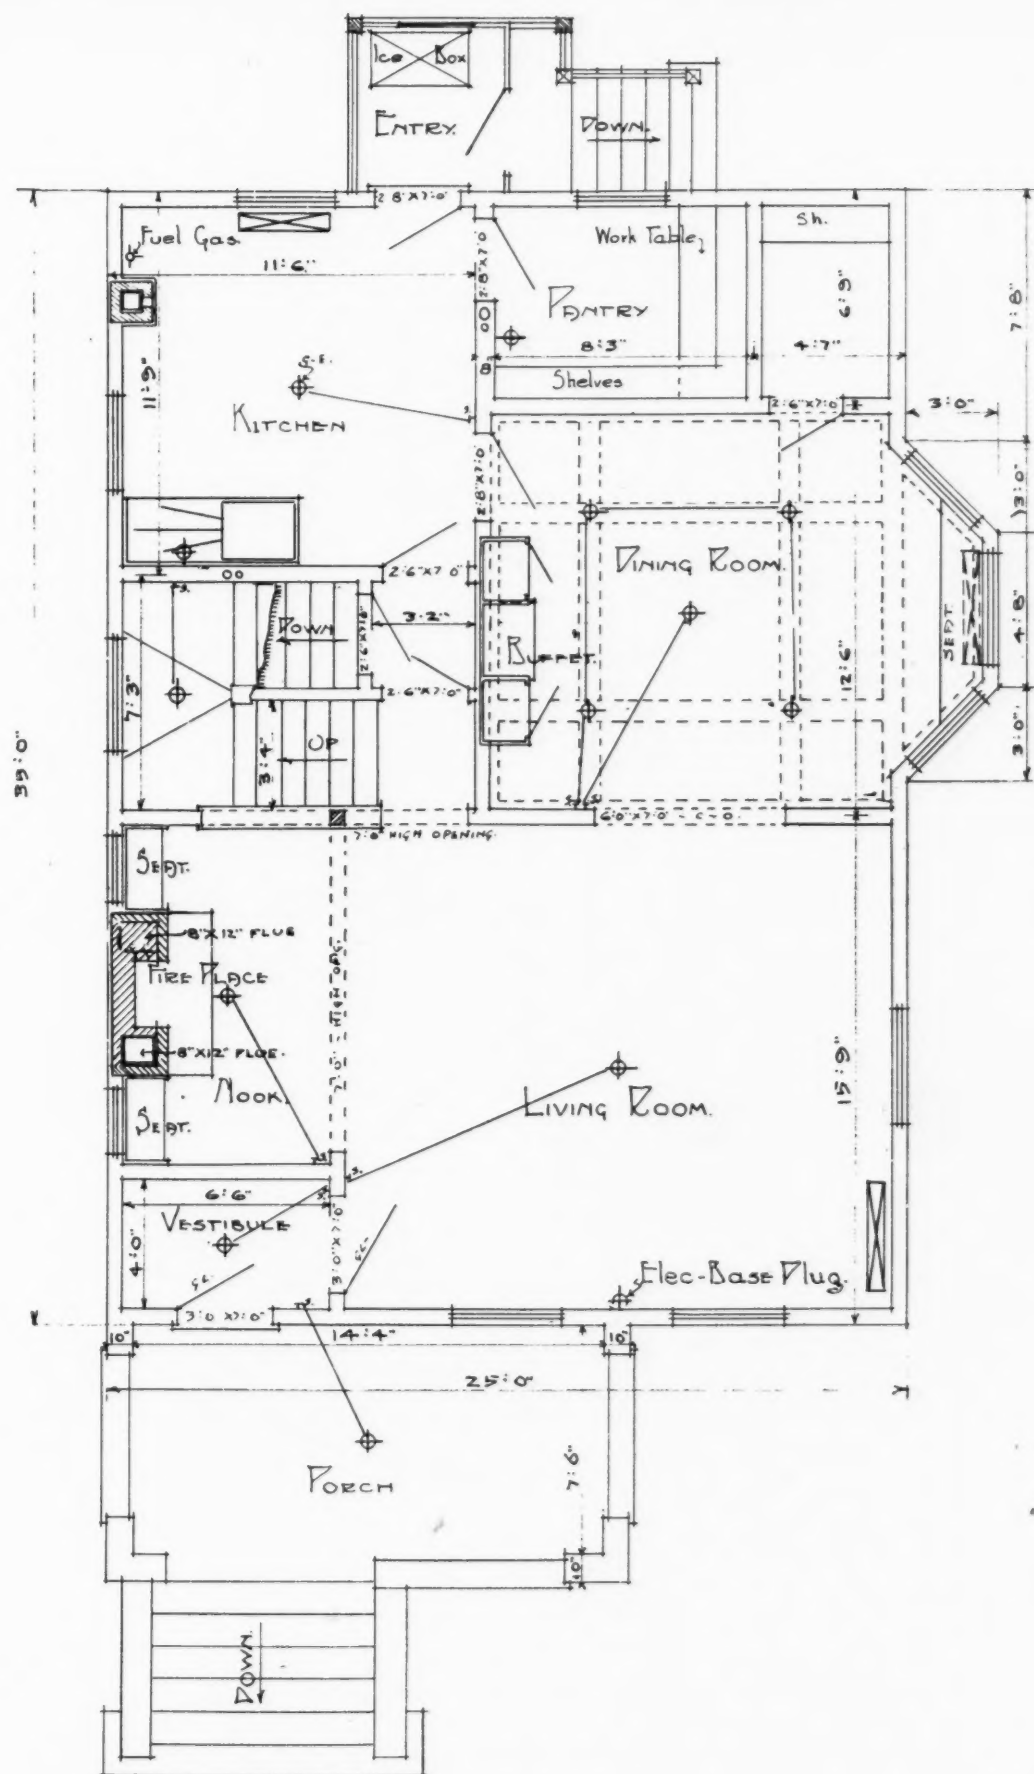 Ice Box
ENTRY.
DOWN.
2'8"X7'0"
Fuel Gas
11'6"
2'8"X7'0"
Work Table
Sh.
PANTRY
6'9"
7'8"
8'3"
4'7"
Shelves
8
11'9"
KITCHEN
S.
2'6"X7'0"
3'0"
2'8"X7'0"
3'0"
DINING ROOM.
2'6"X7'0"
3'2"
DOWN
BUFFET.
SEAT
4'8"
12'6"
7'3"
2'6"X7'0"
UP
3'4"
3'0"
39'0"
7'0" HIGH OPENING.
6'0"X7'0" - C-O.
SEAT.
8"X12" FLUE
FIRE PLACE
7'0" HIGH OPG.
8"X12" FLUE.
NOOK.
LIVING ROOM.
15'9"
SEAT.
S.
S.
6'6"
VESTIBULE
4'0"
3'0"X7'0"
Elec-Base Plug.
3'0"X7'0"
10"
14'4"
10"
25'0"
7'6"
PORCH
10"
DOWN.